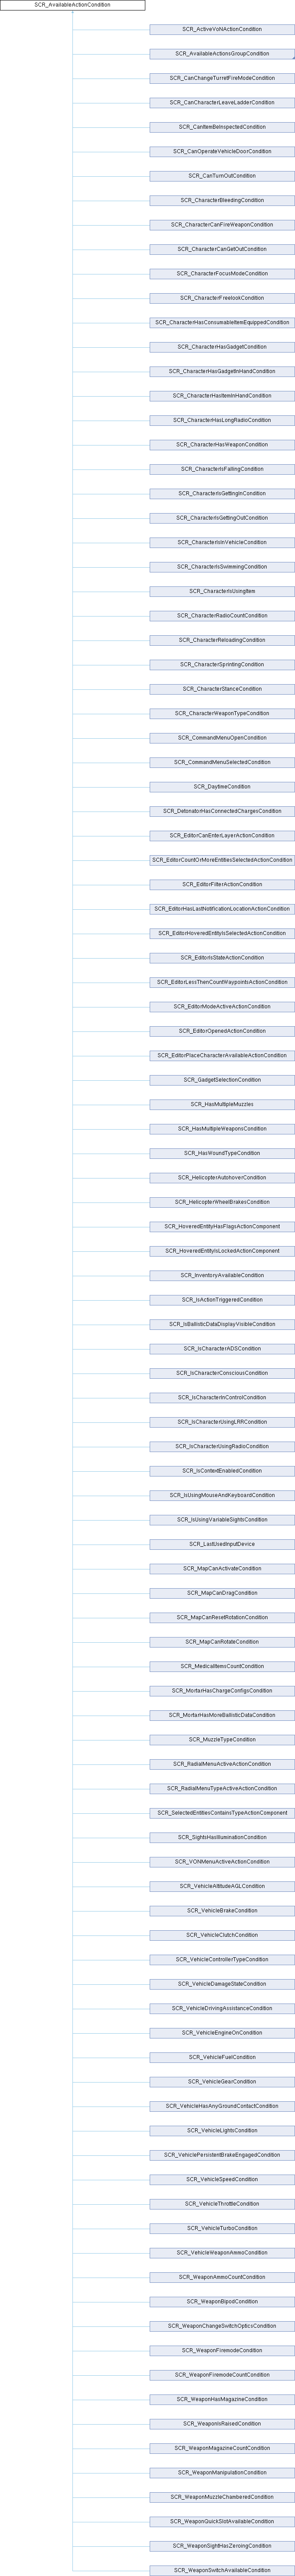 SCR_AvailableActionCondition
SCR_ActiveVoNActionCondition
SCR_AvailableActionsGroupCondition
SCR_CanChangeTurretFireModeCondition
SCR_CanCharacterLeaveLadderCondition
SCR_CanItemBeInspectedCondition
SCR_CanOperateVehicleDoorCondition
SCR_CanTurnOutCondition
SCR_CharacterBleedingCondition
SCR_CharacterCanFireWeaponCondition
SCR_CharacterCanGetOutCondition
SCR_CharacterFocusModeCondition
SCR_CharacterFreelookCondition
SCR_CharacterHasConsumableItemEquippedCondition
SCR_CharacterHasGadgetCondition
SCR_CharacterHasGadgetInHandCondition
SCR_CharacterHasItemInHandCondition
SCR_CharacterHasLongRadioCondition
SCR_CharacterHasWeaponCondition
SCR_CharacterIsFallingCondition
SCR_CharacterIsGettingInCondition
SCR_CharacterIsGettingOutCondition
SCR_CharacterIsInVehicleCondition
SCR_CharacterIsSwimmingCondition
SCR_CharacterIsUsingItem
SCR_CharacterRadioCountCondition
SCR_CharacterReloadingCondition
SCR_CharacterSprintingCondition
SCR_CharacterStanceCondition
SCR_CharacterWeaponTypeCondition
SCR_CommandMenuOpenCondition
SCR_CommandMenuSelectedCondition
SCR_DaytimeCondition
SCR_DetonatorHasConnectedChargesCondition
SCR_EditorCanEnterLayerActionCondition
SCR_EditorCountOrMoreEntitiesSelectedActionCondition
SCR_EditorFilterActionCondition
SCR_EditorHasLastNotificationLocationActionCondition
SCR_EditorHoveredEntityIsSelectedActionCondition
SCR_EditorIsStateActionCondition
SCR_EditorLessThenCountWaypointsActionCondition
SCR_EditorModeActiveActionCondition
SCR_EditorOpenedActionCondition
SCR_EditorPlaceCharacterAvailableActionCondition
SCR_GadgetSelectionCondition
SCR_HasMultipleMuzzles
SCR_HasMultipleWeaponsCondition
SCR_HasWoundTypeCondition
SCR_HelicopterAutohoverCondition
SCR_HelicopterWheelBrakesCondition
SCR_HoveredEntityHasFlagsActionComponent
SCR_HoveredEntityIsLockedActionComponent
SCR_InventoryAvailableCondition
SCR_IsActionTriggeredCondition
SCR_IsBallisticDataDisplayVisibleCondition
SCR_IsCharacterADSCondition
SCR_IsCharacterConsciousCondition
SCR_IsCharacterInControlCondition
SCR_IsCharacterUsingLRRCondition
SCR_IsCharacterUsingRadioCondition
SCR_IsContextEnabledCondition
SCR_IsUsingMouseAndKeyboardCondition
SCR_IsUsingVariableSightsCondition
SCR_LastUsedInputDevice
SCR_MapCanActivateCondition
SCR_MapCanDragCondition
SCR_MapCanResetRotationCondition
SCR_MapCanRotateCondition
SCR_MedicalItemsCountCondition
SCR_MortarHasChargeConfigsCondition
SCR_MortarHasMoreBallisticDataCondition
SCR_MuzzleTypeCondition
SCR_RadialMenuActiveActionCondition
SCR_RadialMenuTypeActiveActionCondition
SCR_SelectedEntitiesContainsTypeActionComponent
SCR_SightsHasIlluminationCondition
SCR_VONMenuActiveActionCondition
SCR_VehicleAltitudeAGLCondition
SCR_VehicleBrakeCondition
SCR_VehicleClutchCondition
SCR_VehicleControllerTypeCondition
SCR_VehicleDamageStateCondition
SCR_VehicleDrivingAssistanceCondition
SCR_VehicleEngineOnCondition
SCR_VehicleFuelCondition
SCR_VehicleGearCondition
SCR_VehicleHasAnyGroundContactCondition
SCR_VehicleLightsCondition
SCR_VehiclePersistentBrakeEngagedCondition
SCR_VehicleSpeedCondition
SCR_VehicleThrottleCondition
SCR_VehicleTurboCondition
SCR_VehicleWeaponAmmoCondition
SCR_WeaponAmmoCountCondition
SCR_WeaponBipodCondition
SCR_WeaponChangeSwitchOpticsCondition
SCR_WeaponFiremodeCondition
SCR_WeaponFiremodeCountCondition
SCR_WeaponHasMagazineCondition
SCR_WeaponIsRaisedCondition
SCR_WeaponMagazineCountCondition
SCR_WeaponManipulationCondition
SCR_WeaponMuzzleChamberedCondition
SCR_WeaponQuickSlotAvailableCondition
SCR_WeaponSightHasZeroingCondition
SCR_WeaponSwitchAvailableCondition